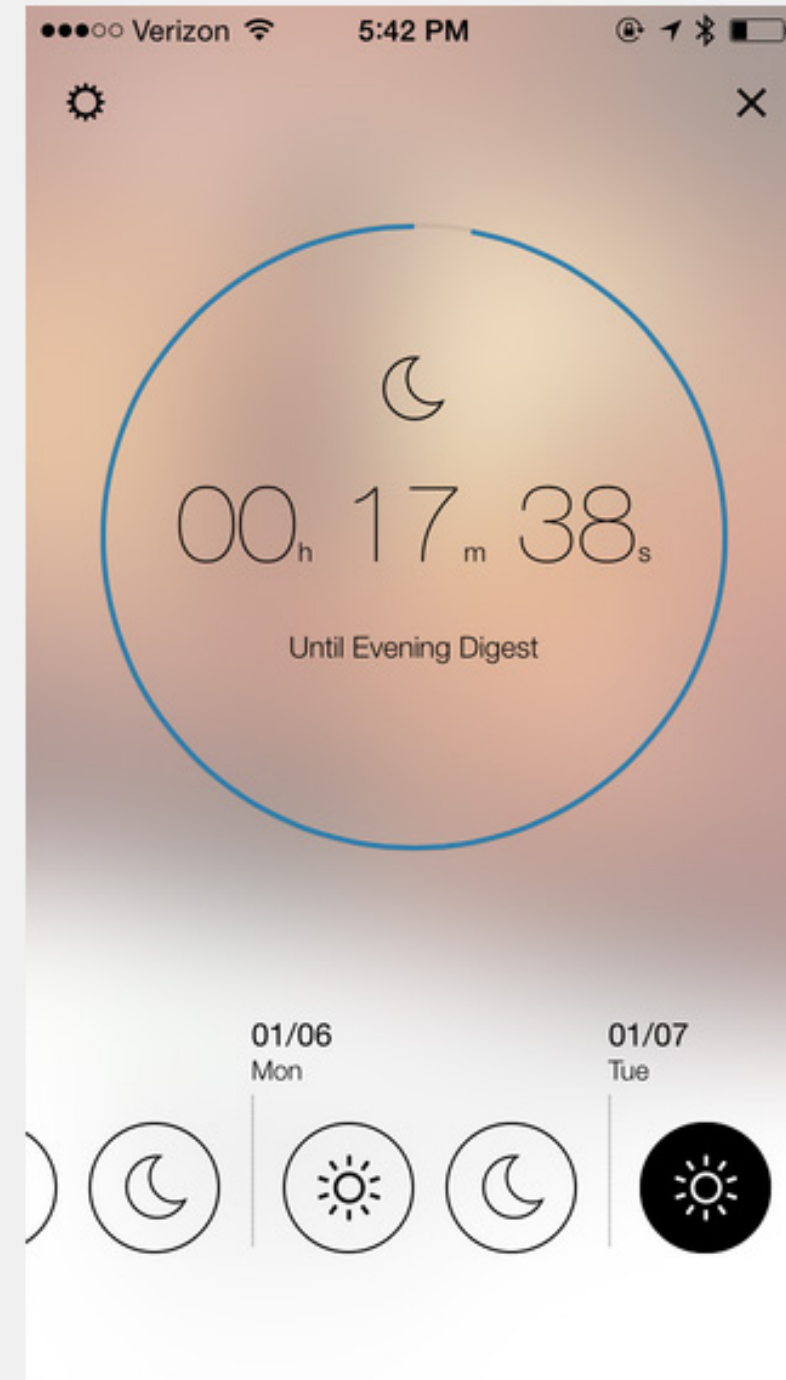 Verizon 5:42 PM
00h 17m 38s
Until Evening Digest
01/06 01/07
Mon Tue